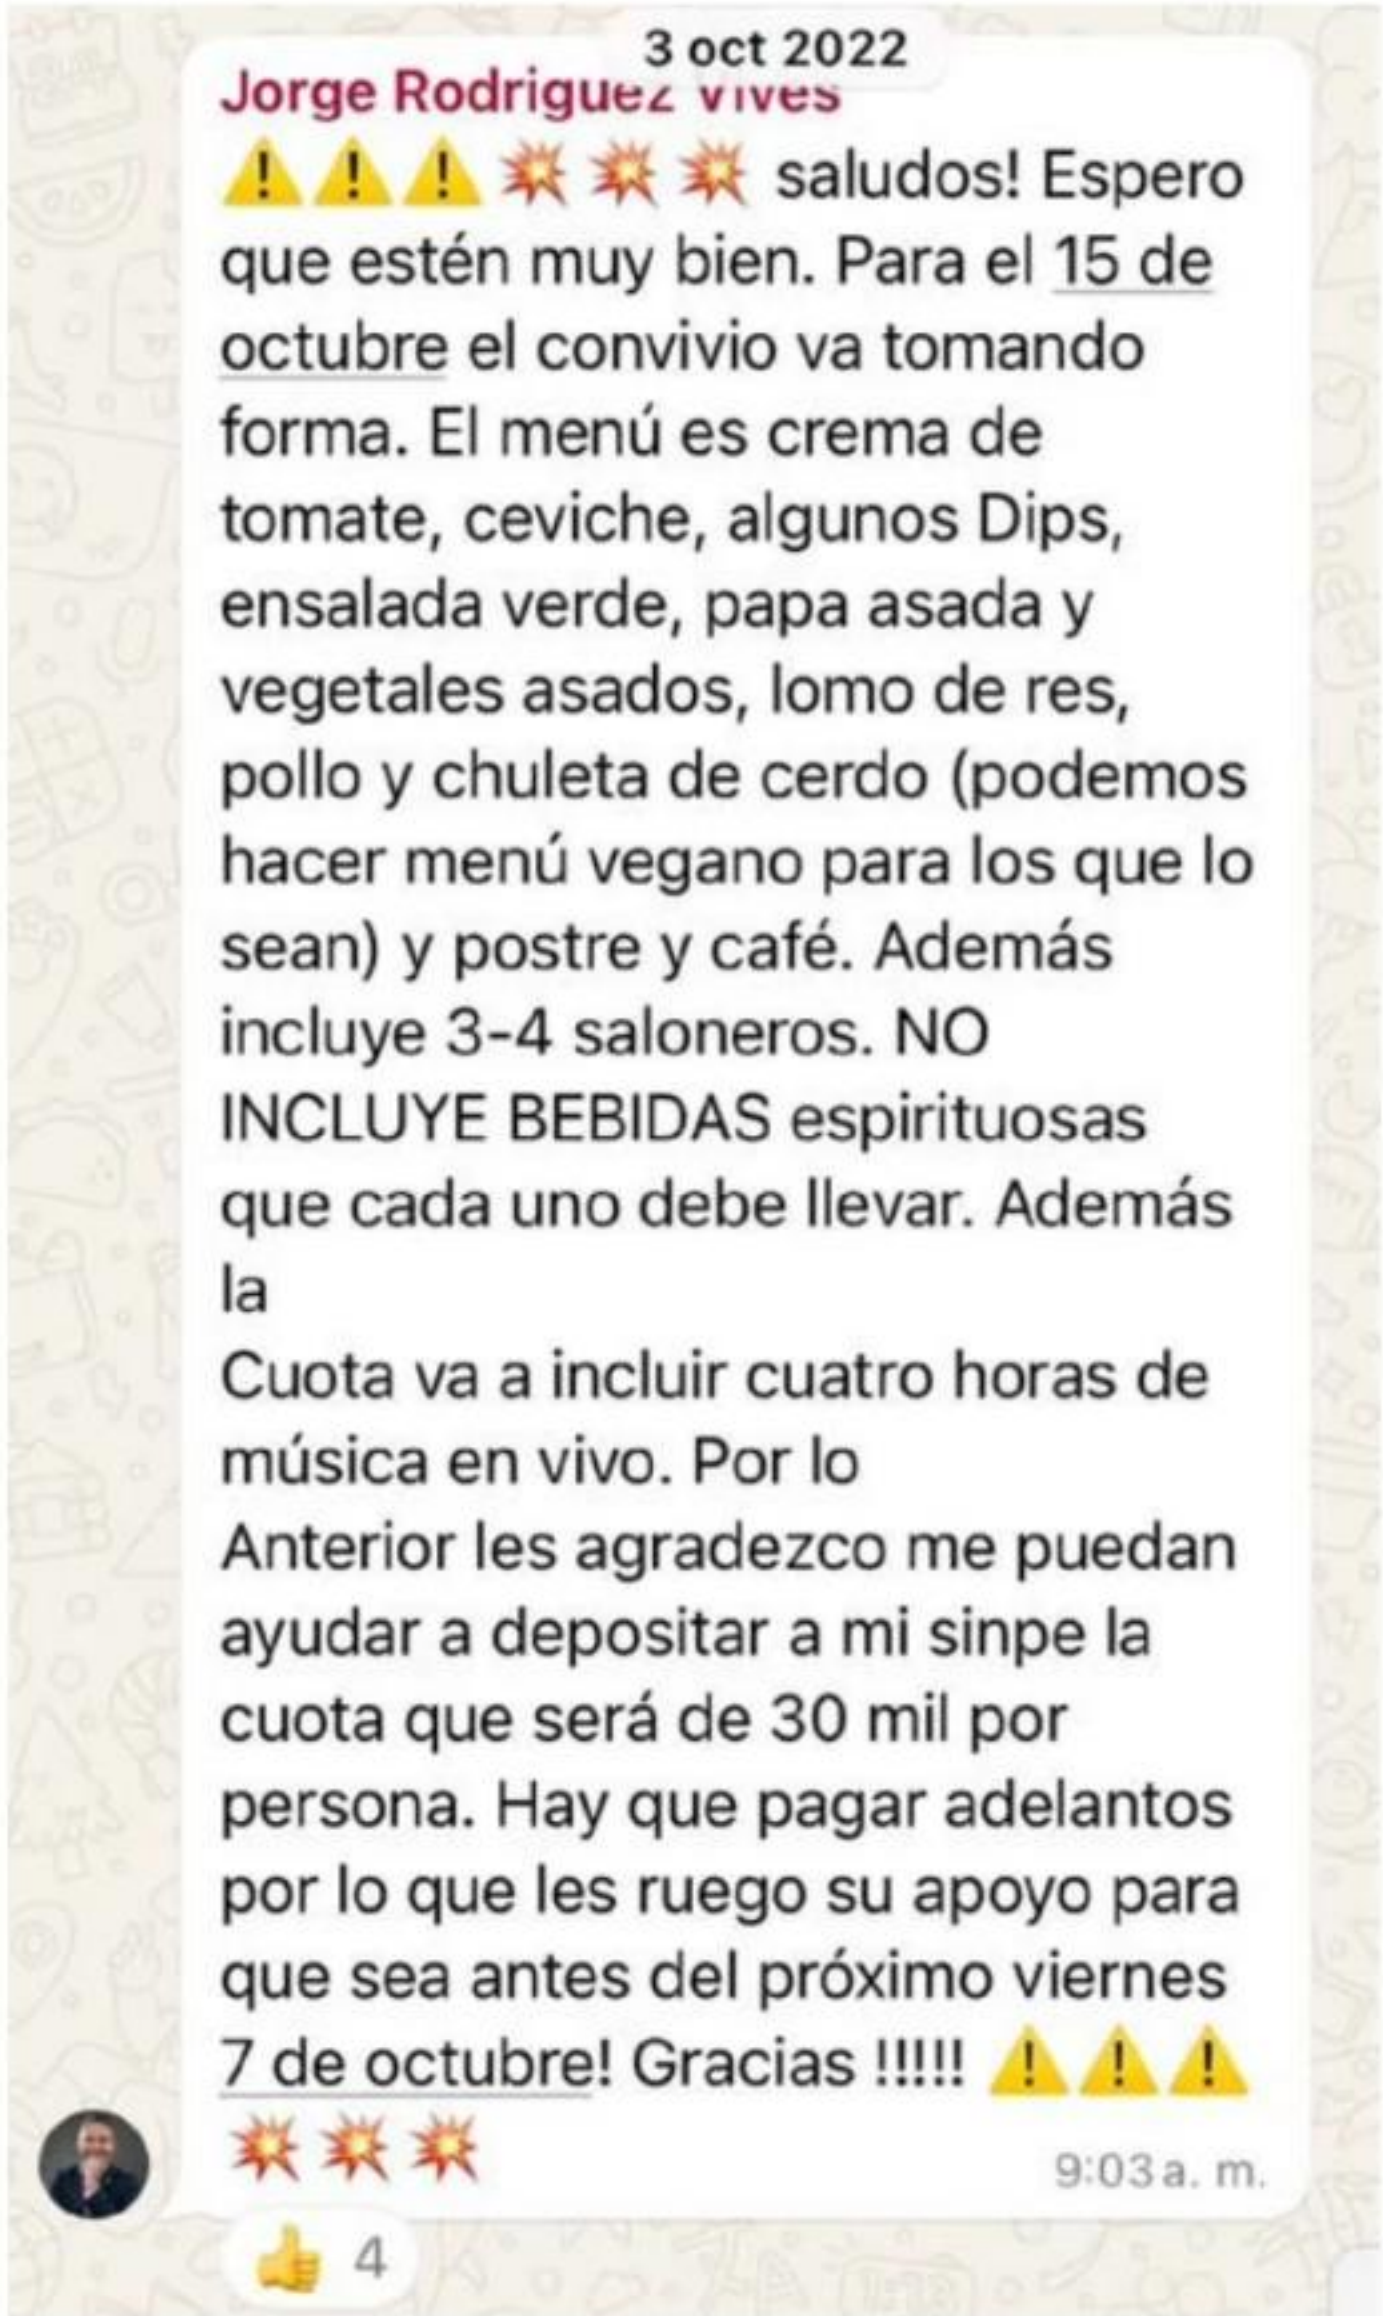 3 oct 2022
Jorge Rodriguez Vives
⚠️⚠️⚠️💥💥💥 saludos! Espero
que estén muy bien. Para el 15 de
octubre el convivio va tomando
forma. El menú es crema de
tomate, ceviche, algunos Dips,
ensalada verde, papa asada y
vegetales asados, lomo de res,
pollo y chuleta de cerdo (podemos
hacer menú vegano para los que lo
sean) y postre y café. Además
incluye 3-4 saloneros. NO
INCLUYE BEBIDAS espirituosas
que cada uno debe llevar. Además
la
Cuota va a incluir cuatro horas de
música en vivo. Por lo
Anterior les agradezco me puedan
ayudar a depositar a mi sinpe la
cuota que será de 30 mil por
persona. Hay que pagar adelantos
por lo que les ruego su apoyo para
que sea antes del próximo viernes
7 de octubre! Gracias !!!!! ⚠️⚠️⚠️
💥💥💥
9:03 a. m.
👍 4